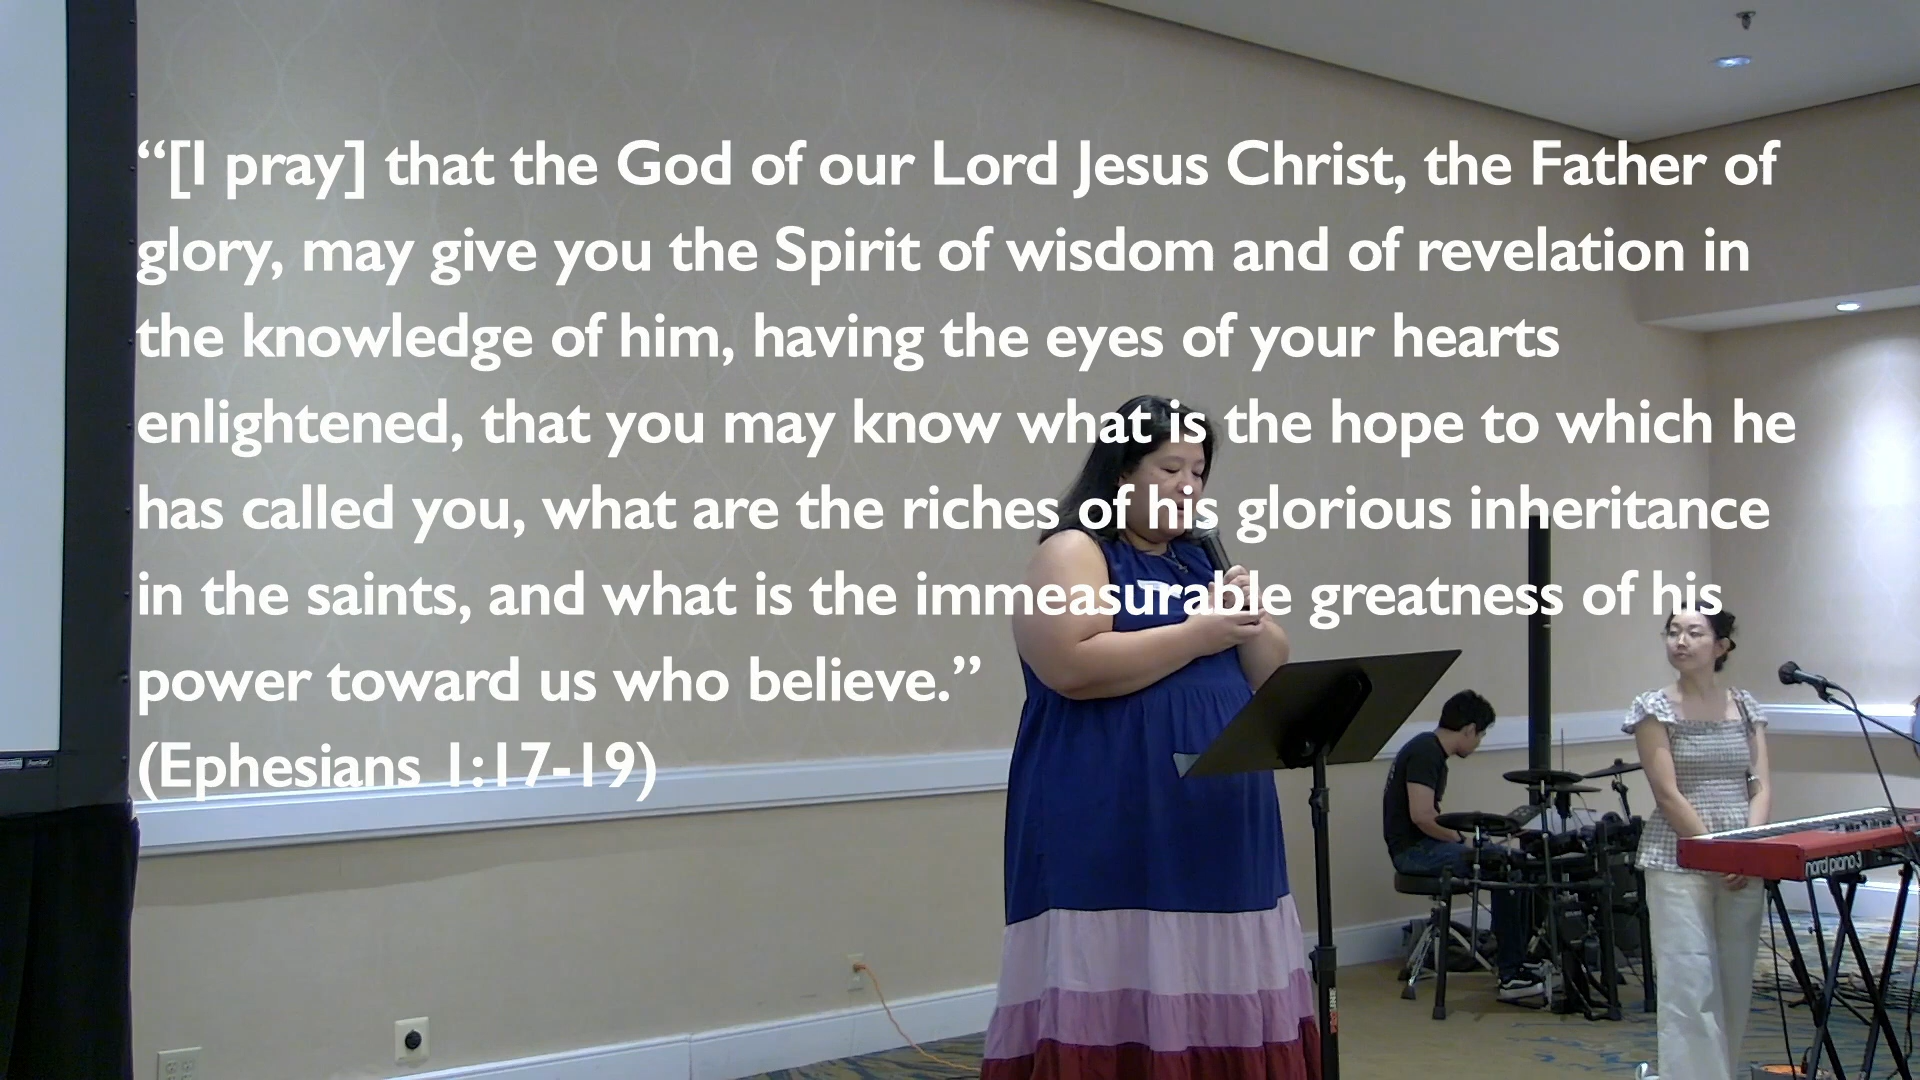 “[I pray] that the God of our Lord Jesus Christ, the Father of
glory, may give you the Spirit of wisdom and of revelation in
the knowledge of him, having the eyes of your hearts
enlightened, that you may know what is the hope to which he
has called you, what are the riches of his glorious inheritance
in the saints, and what is the immeasurable greatness of his
power toward us who believe.”
(Ephesians 1:17-19)
nord piano 3